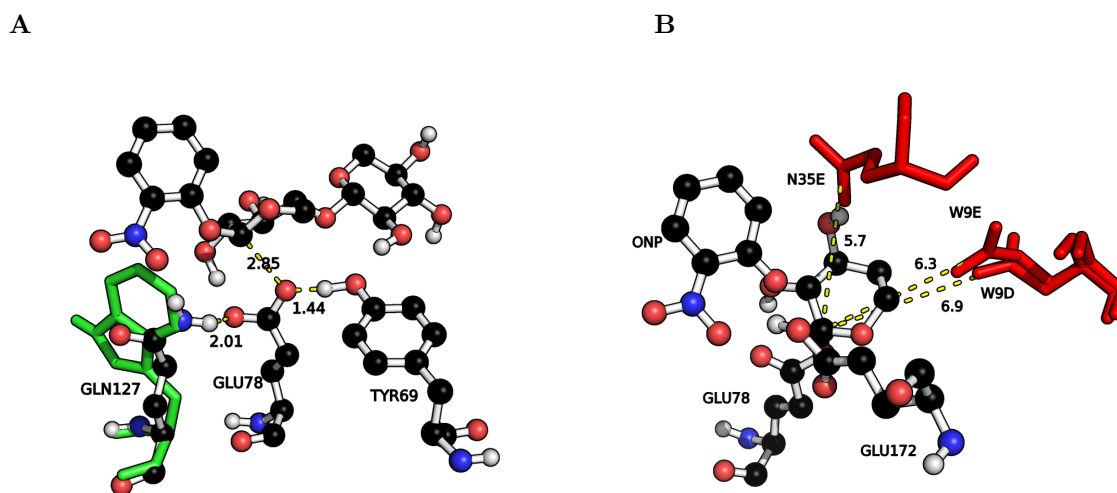 A
B
2.85
1.44
2.01
GLN127
GLU78
TYR69
N35E
W9E
ONP
5.7
6.3
W9D
6.9
GLU78
GLU172